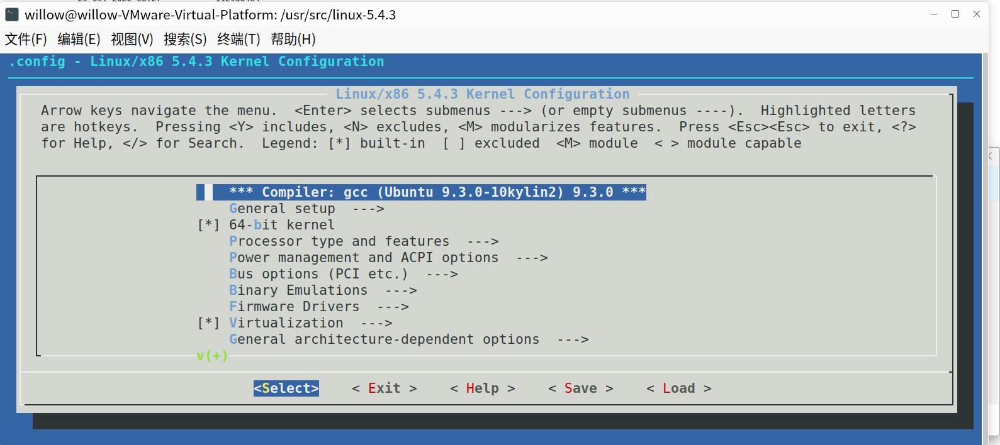 willow@willow-VMware-Virtual-Platform: /usr/src/linux-5.4.3
文件(F) 编辑(E) 视图(V) 搜索(S) 终端(T) 帮助(H)
.config - Linux/x86 5.4.3 Kernel Configuration
Linux/x86 5.4.3 Kernel Configuration
Arrow keys navigate the menu. <Enter> selects submenus ---> (or empty submenus ----). Highlighted letters
are hotkeys. Pressing <Y> includes, <N> excludes, <M> modularizes features. Press <Esc><Esc> to exit, <?>
for Help, </> for Search. Legend: [*] built-in [ ] excluded <M> module < > module capable
*** Compiler: gcc (Ubuntu 9.3.0-10kylin2) 9.3.0 ***
General setup --->
[*] 64-bit kernel
Processor type and features --->
Power management and ACPI options --->
Bus options (PCI etc.) --->
Binary Emulations --->
Firmware Drivers --->
[*] Virtualization --->
General architecture-dependent options --->
v(+)
<Select> < Exit > < Help > < Save > < Load >